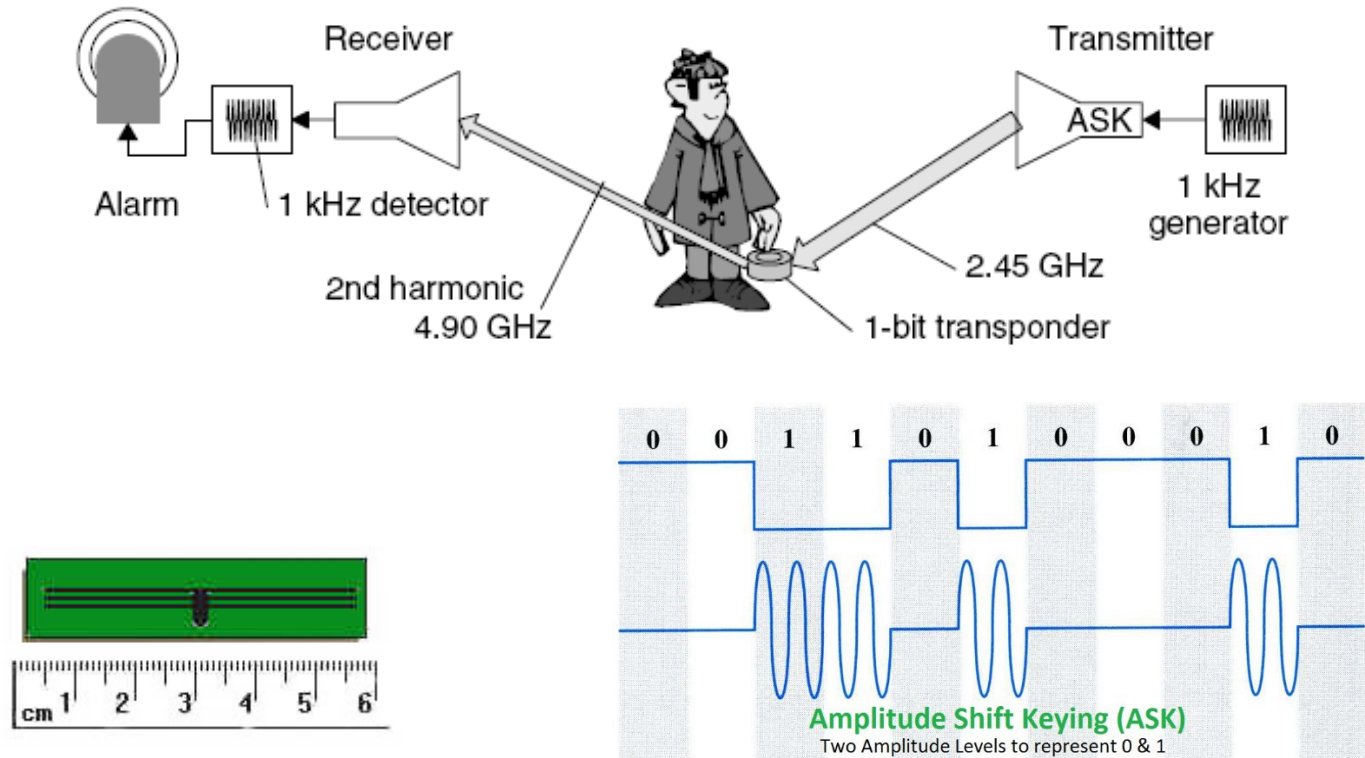 Receiver
Transmitter
ASK
Alarm
1 kHz detector
1 kHz
generator
2nd harmonic
4.90 GHz
2.45 GHz
1-bit transponder
0 0 1 1 0 1 0 0 0 1 0
cm 1 2 3 4 5 6
Amplitude Shift Keying (ASK)
Two Amplitude Levels to represent 0 & 1